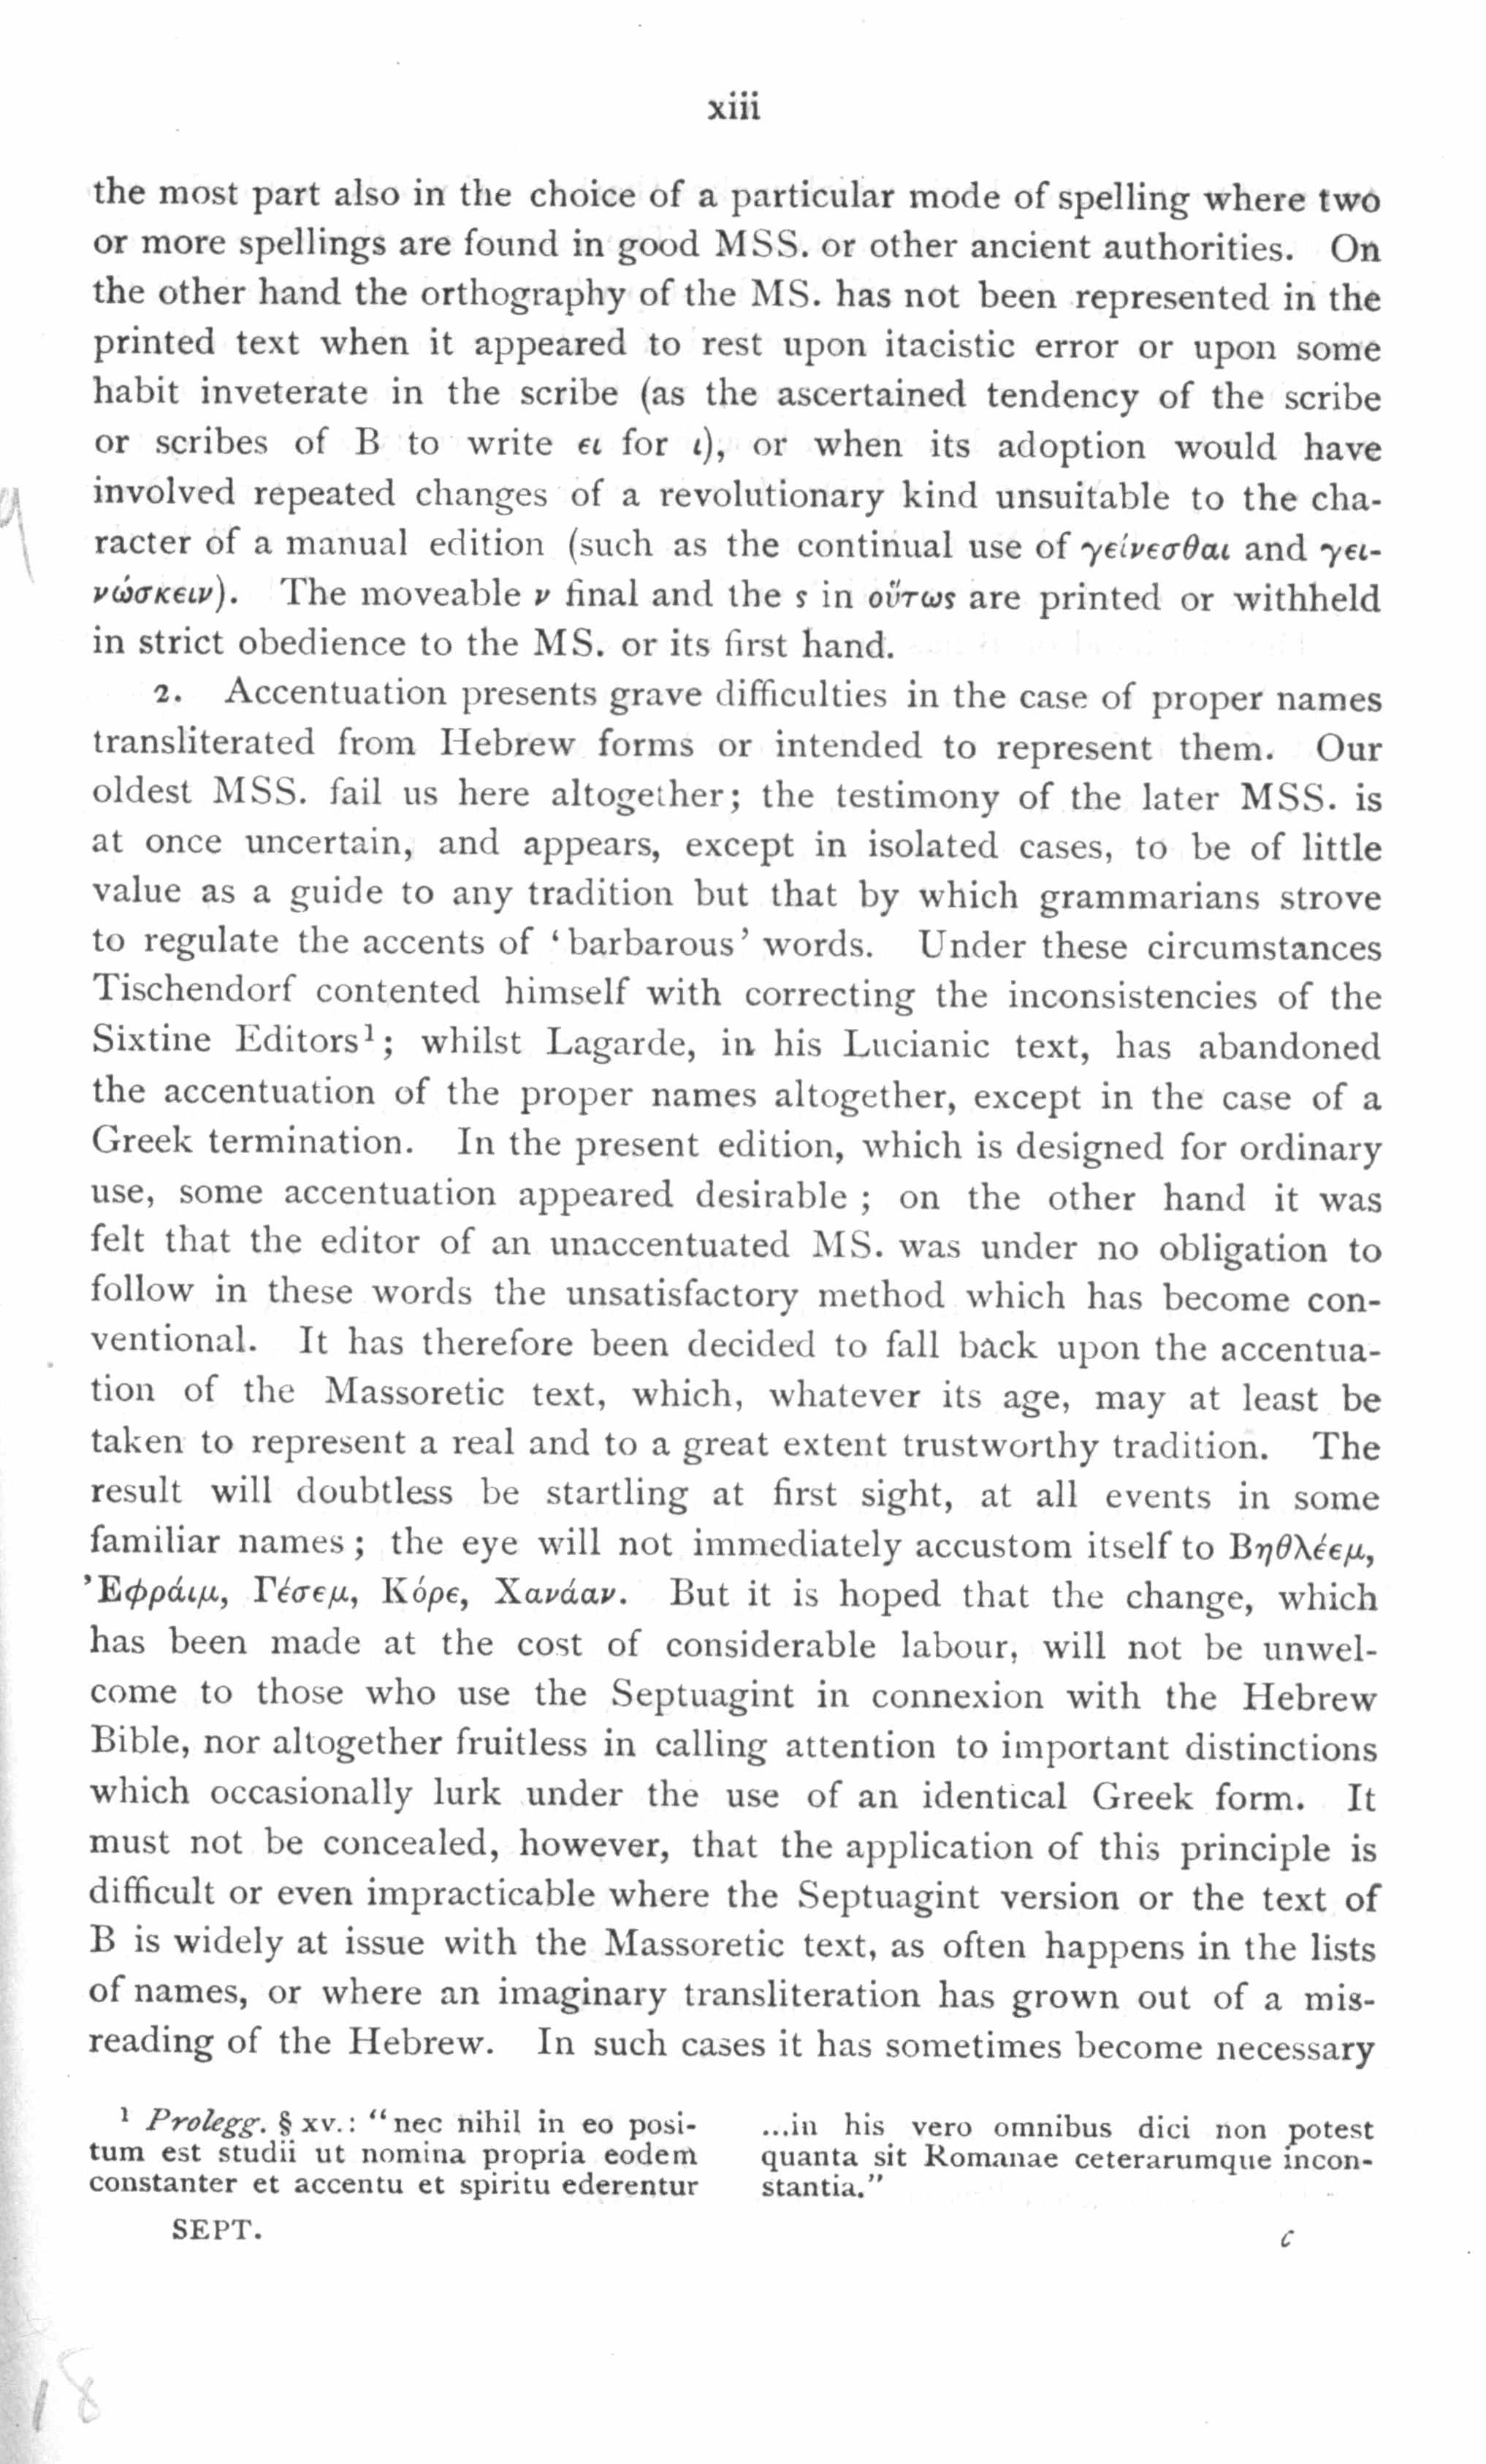 xiii
the most part also in the choice of a particular mode of spelling where two
or more spellings are found in good MSS. or other ancient authorities. On
the other hand the orthography of the MS. has not been represented in the
printed text when it appeared to rest upon itacistic error or upon some
habit inveterate in the scribe (as the ascertained tendency of the scribe
or scribes of B to write ει for ι), or when its adoption would have
involved repeated changes of a revolutionary kind unsuitable to the cha-
racter of a manual edition (such as the continual use of γείνεσθαι and γει-
νώσκειν). The moveable ν final and the ς in οὕτως are printed or withheld
in strict obedience to the MS. or its first hand.
2. Accentuation presents grave difficulties in the case of proper names
transliterated from Hebrew forms or intended to represent them. Our
oldest MSS. fail us here altogether; the testimony of the later MSS. is
at once uncertain, and appears, except in isolated cases, to be of little
value as a guide to any tradition but that by which grammarians strove
to regulate the accents of ‘barbarous’ words. Under these circumstances
Tischendorf contented himself with correcting the inconsistencies of the
Sixtine Editors¹; whilst Lagarde, in his Lucianic text, has abandoned
the accentuation of the proper names altogether, except in the case of a
Greek termination. In the present edition, which is designed for ordinary
use, some accentuation appeared desirable; on the other hand it was
felt that the editor of an unaccentuated MS. was under no obligation to
follow in these words the unsatisfactory method which has become con-
ventional. It has therefore been decided to fall back upon the accentua-
tion of the Massoretic text, which, whatever its age, may at least be
taken to represent a real and to a great extent trustworthy tradition. The
result will doubtless be startling at first sight, at all events in some
familiar names; the eye will not immediately accustom itself to Βηθλέεμ,
Ἐφράιμ, Γέσεμ, Κόρε, Χανάαν. But it is hoped that the change, which
has been made at the cost of considerable labour, will not be unwel-
come to those who use the Septuagint in connexion with the Hebrew
Bible, nor altogether fruitless in calling attention to important distinctions
which occasionally lurk under the use of an identical Greek form. It
must not be concealed, however, that the application of this principle is
difficult or even impracticable where the Septuagint version or the text of
B is widely at issue with the Massoretic text, as often happens in the lists
of names, or where an imaginary transliteration has grown out of a mis-
reading of the Hebrew. In such cases it has sometimes become necessary
¹ Prolegg. § xv.: “nec nihil in eo posi-
tum est studii ut nomina propria eodem
constanter et accentu et spiritu ederentur
...in his vero omnibus dici non potest
quanta sit Romanae ceterarumque incon-
stantia.”
SEPT.
c
18